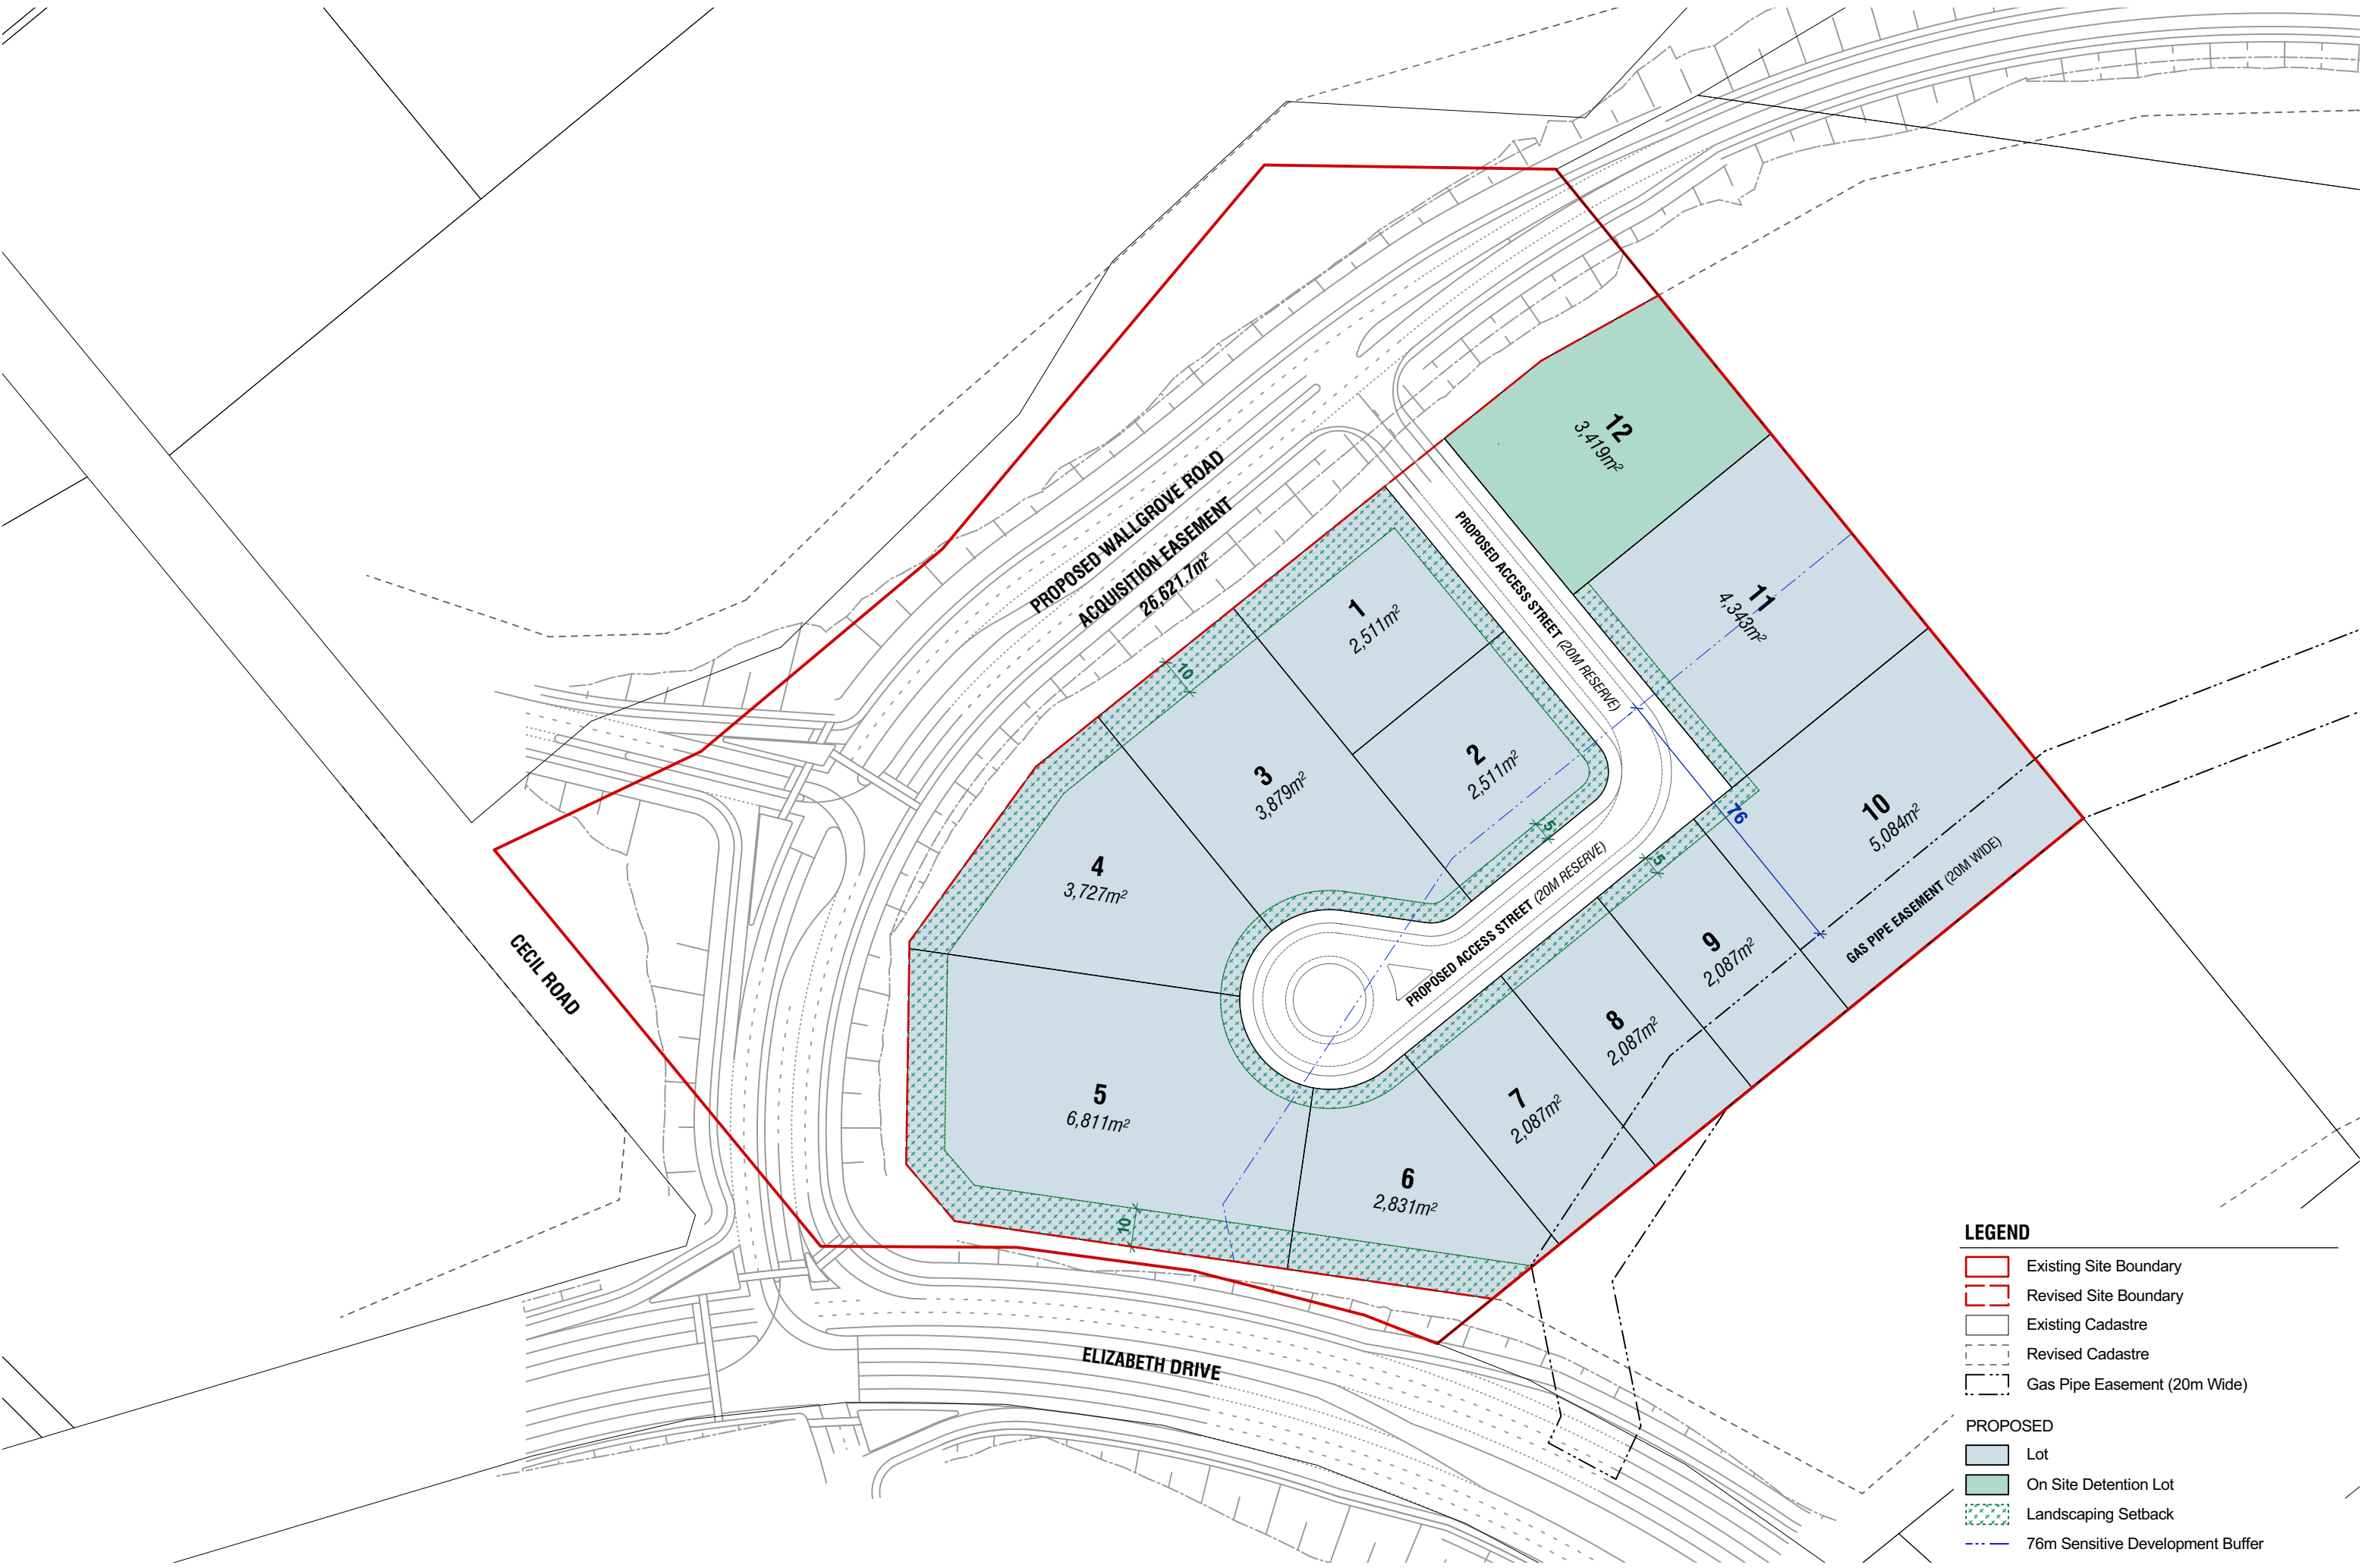 PROPOSED WALLGROVE ROAD
ACQUISITION EASEMENT
26,621.7m²
12
3,419m²
PROPOSED ACCESS STREET (20M RESERVE)
11
4,343m²
1
2,511m²
10
2
2,511m²
3
3,879m²
5
76
10
5,084m²
4
3,727m²
PROPOSED ACCESS STREET (20M RESERVE)
5
GAS PIPE EASEMENT (20M WIDE)
9
2,087m²
CECIL ROAD
8
2,087m²
7
2,087m²
5
6,811m²
6
2,831m²
10
ELIZABETH DRIVE
LEGEND
Existing Site Boundary
Revised Site Boundary
Existing Cadastre
Revised Cadastre
Gas Pipe Easement (20m Wide)
PROPOSED
Lot
On Site Detention Lot
Landscaping Setback
76m Sensitive Development Buffer